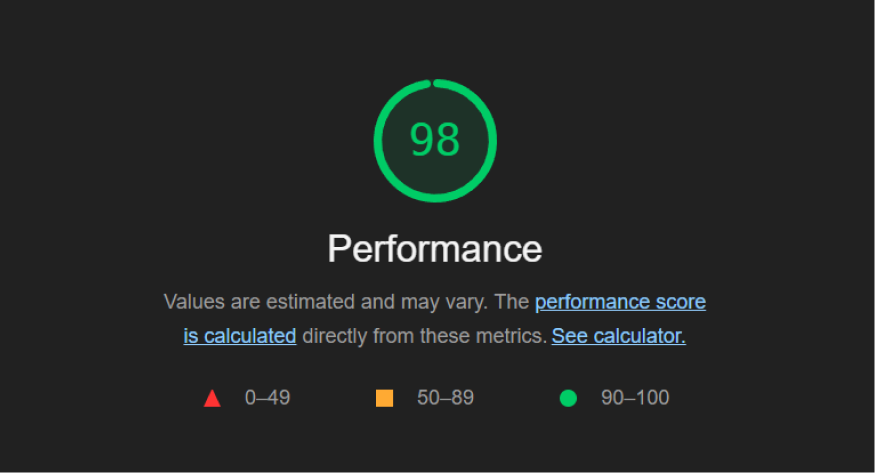 98
Performance
Values are estimated and may vary. The performance score
is calculated directly from these metrics. See calculator.
0–49 50–89 90–100